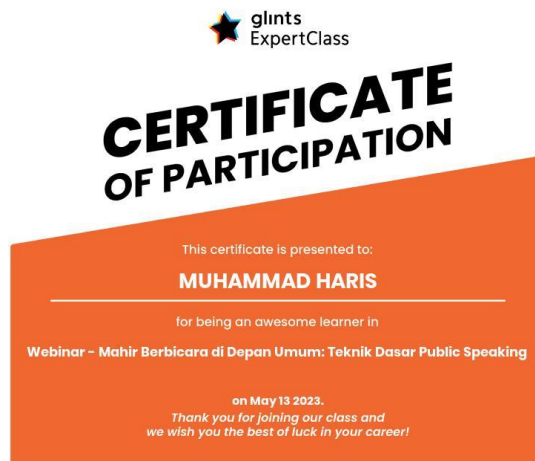 glints
ExpertClass
CERTIFICATE
OF PARTICIPATION
This certificate is presented to:
MUHAMMAD HARIS
for being an awesome learner in
Webinar - Mahir Berbicara di Depan Umum: Teknik Dasar Public Speaking
on May 13 2023.
Thank you for joining our class and
we wish you the best of luck in your career!